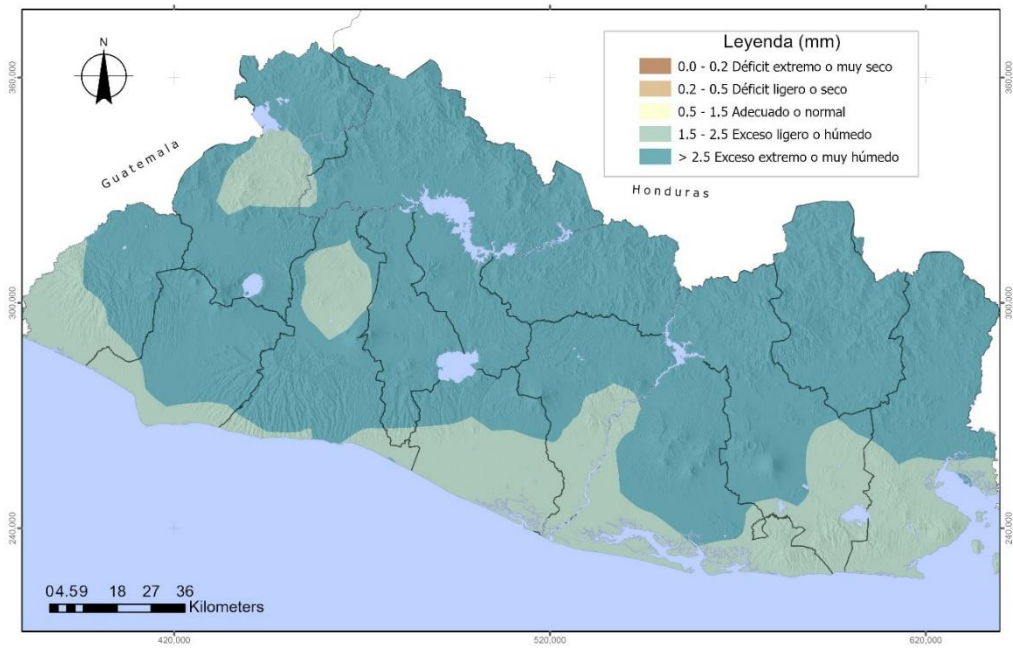 N
Leyenda (mm)
0.0 - 0.2 Déficit extremo o muy seco
0.2 - 0.5 Déficit ligero o seco
0.5 - 1.5 Adecuado o normal
1.5 - 2.5 Exceso ligero o húmedo
> 2.5 Exceso extremo o muy húmedo
360,000
360,000
Guatemala
Honduras
300,000
300,000
240,000
240,000
04.59 18 27 36
Kilometers
420,000
520,000
620,000